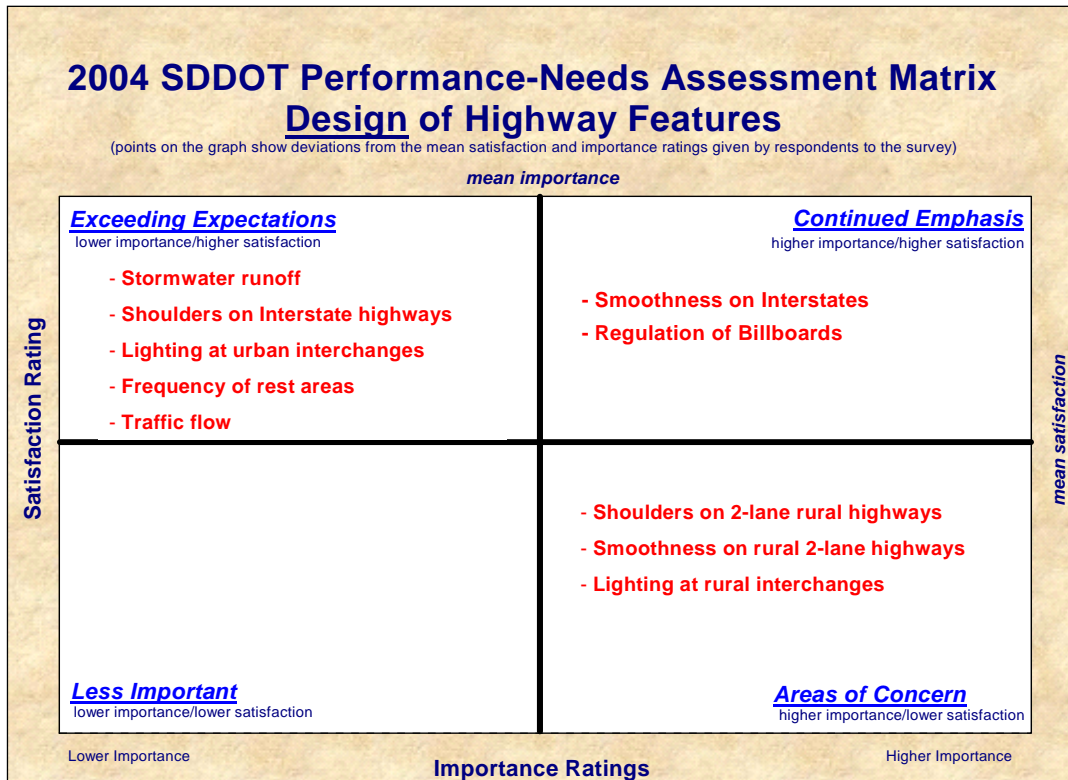 2004 SDDOT Performance-Needs Assessment Matrix
Design of Highway Features
(points on the graph show deviations from the mean satisfaction and importance ratings given by respondents to the survey)
mean importance
Exceeding Expectations
lower importance/higher satisfaction
- Stormwater runoff
- Shoulders on Interstate highways
- Lighting at urban interchanges
- Frequency of rest areas
- Traffic flow
Continued Emphasis
higher importance/higher satisfaction
- Smoothness on Interstates
- Regulation of Billboards
Satisfaction Rating
mean satisfaction
- Shoulders on 2-lane rural highways
- Smoothness on rural 2-lane highways
- Lighting at rural interchanges
Less Important
lower importance/lower satisfaction
Areas of Concern
higher importance/lower satisfaction
Lower Importance
Importance Ratings
Higher Importance